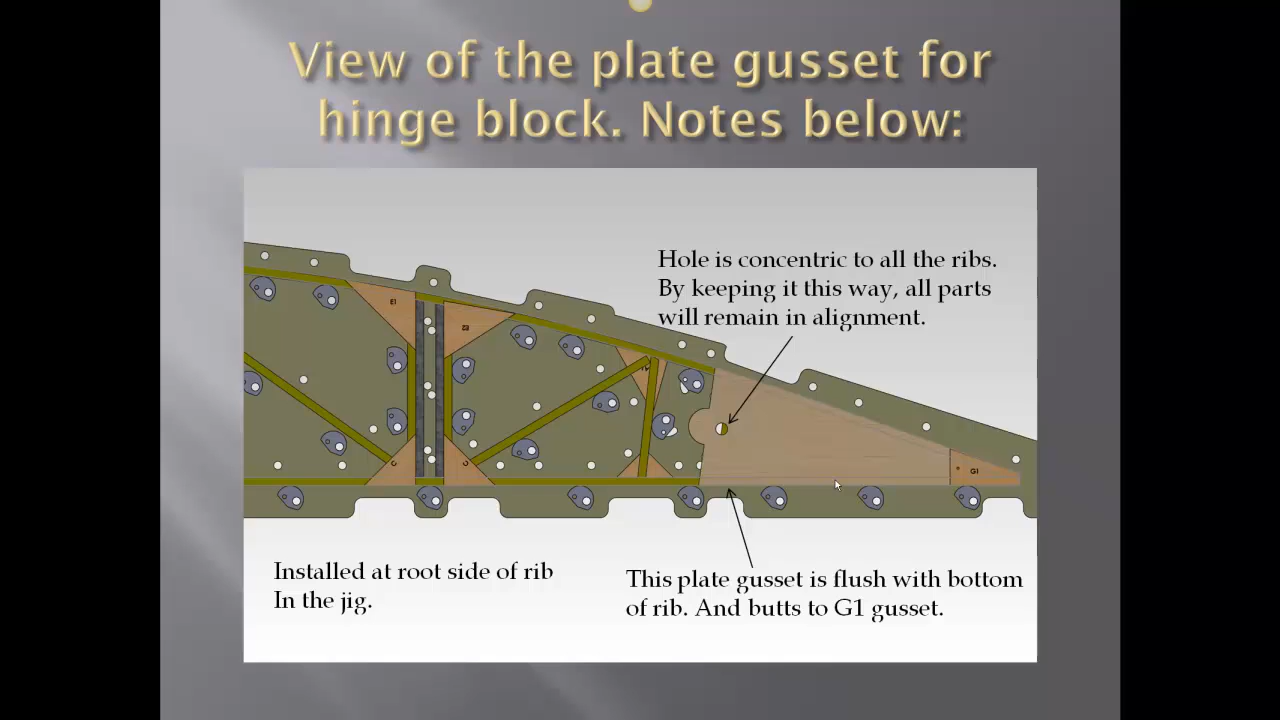 View of the plate gusset for
hinge block. Notes below:
Hole is concentric to all the ribs.
By keeping it this way, all parts
will remain in alignment.
E1
C
C
G1
Installed at root side of rib
In the jig.
This plate gusset is flush with bottom
of rib. And butts to G1 gusset.